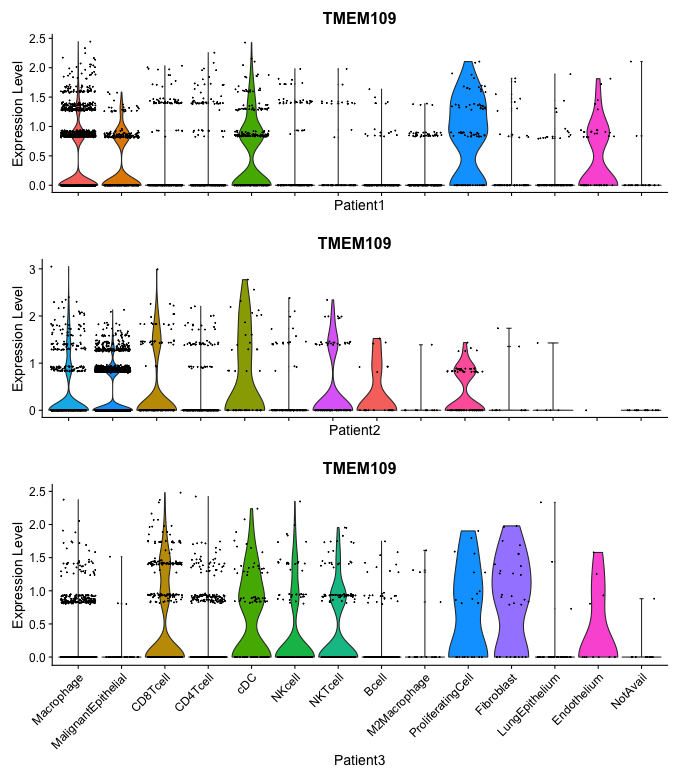 TMEM109
Expression Level
2.5
2.0
1.5
1.0
0.5
0.0
Patient1
TMEM109
Expression Level
3
2
1
0
Patient2
TMEM109
Expression Level
2.5
2.0
1.5
1.0
0.5
0.0
Macrophage
MalignantEpithelial
CD8Tcell
CD4Tcell
cDC
NKcell
NKTcell
Bcell
M2Macrophage
ProliferatingCell
Fibroblast
LungEpithelium
Endothelium
NotAvail
Patient3